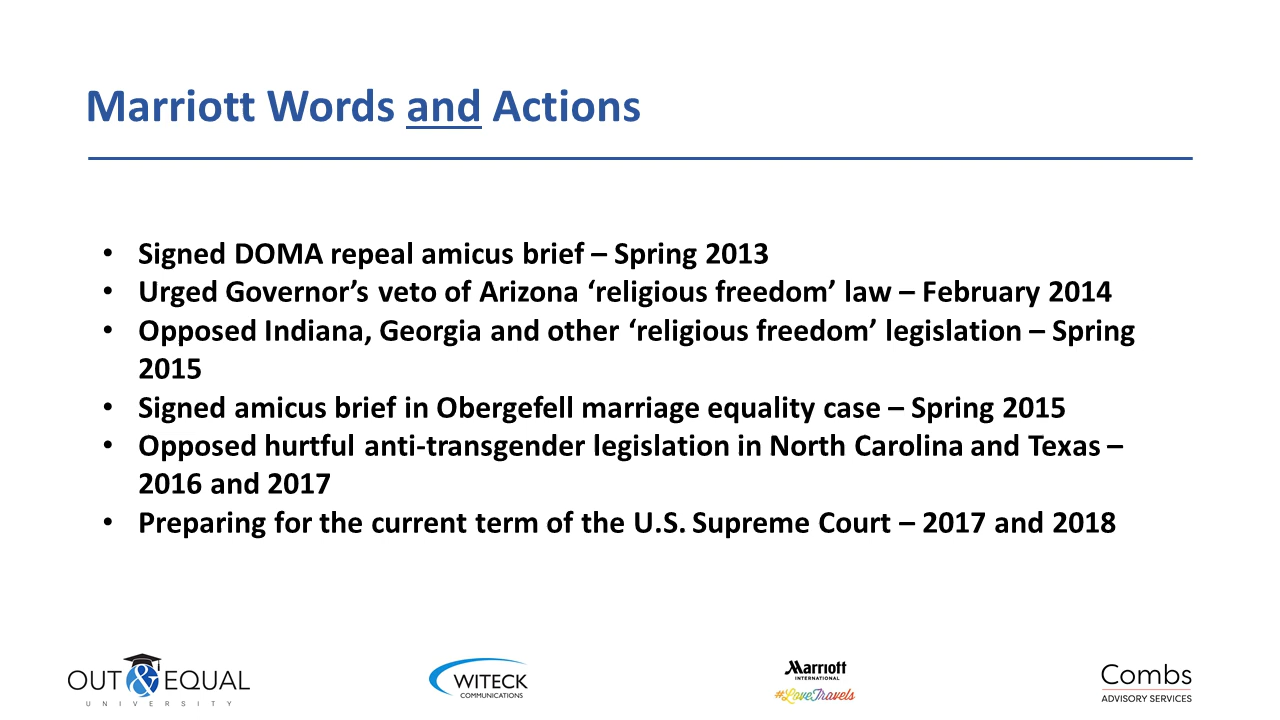 Marriott Words and Actions
• Signed DOMA repeal amicus brief – Spring 2013
• Urged Governor’s veto of Arizona ‘religious freedom’ law – February 2014
• Opposed Indiana, Georgia and other ‘religious freedom’ legislation – Spring
2015
• Signed amicus brief in Obergefell marriage equality case – Spring 2015
• Opposed hurtful anti-transgender legislation in North Carolina and Texas –
2016 and 2017
• Preparing for the current term of the U.S. Supreme Court – 2017 and 2018
OUT & EQUAL
UNIVERSITY
WITECK
COMMUNICATIONS
Marriott
INTERNATIONAL
#LoveTravels
Combs
ADVISORY SERVICES